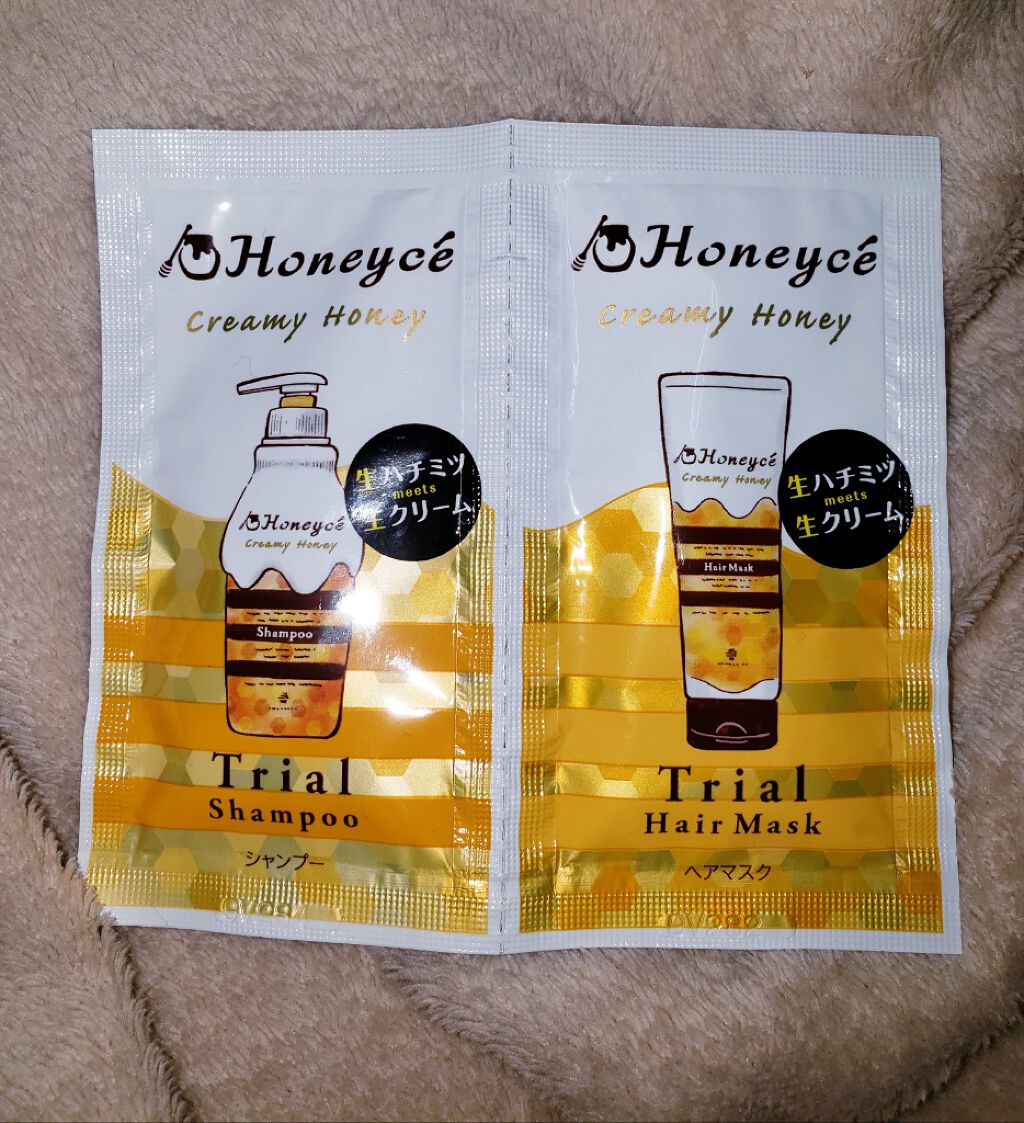 Honeycé
Creamy Honey
Honeycé
Creamy Honey
Shampoo
生ハチミツ
meets
生クリーム
Trial
Shampoo
シャンプー
Honeycé
Creamy Honey
Honeycé
Creamy Honey
Hair Mask
生ハチミツ
meets
生クリーム
Trial
Hair Mask
ヘアマスク